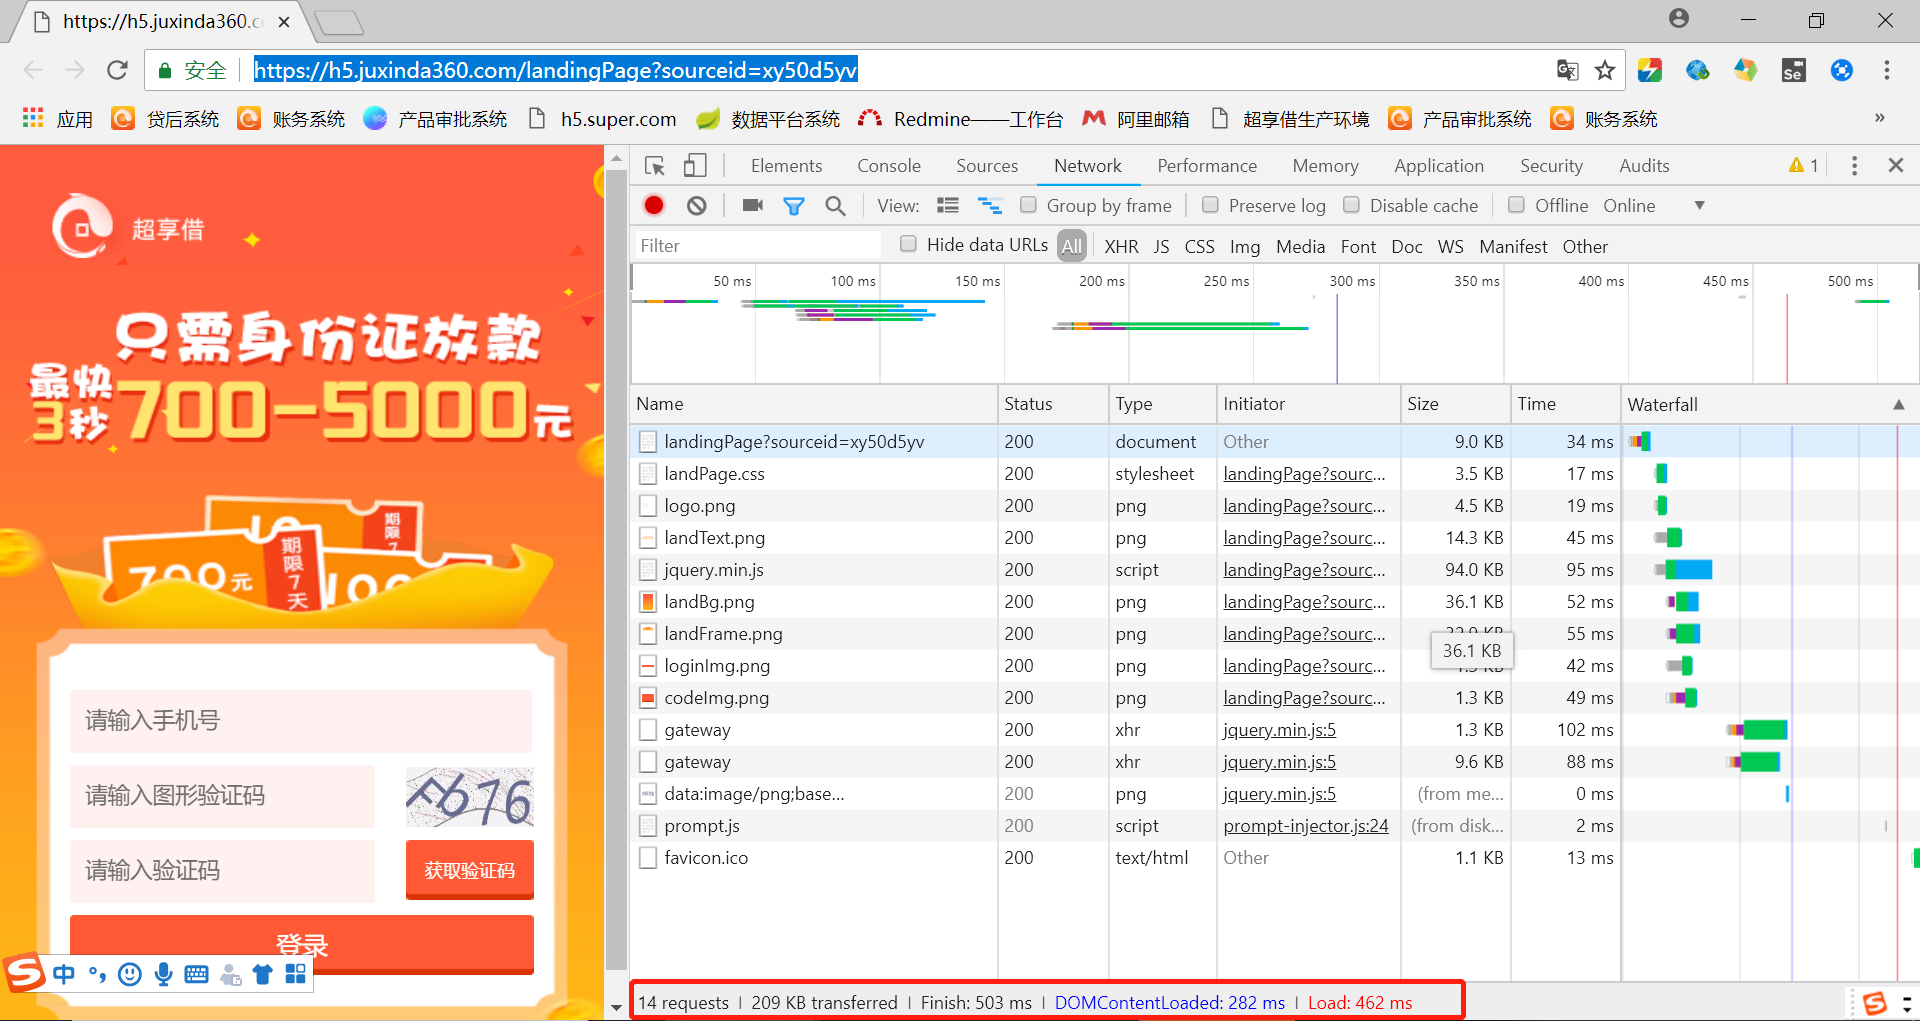 https://h5.juxinda360.c
安全 https://h5.juxinda360.com/landingPage?sourceid=xy50d5yv
应用 贷后系统 账务系统 产品审批系统 h5.super.com 数据平台系统 Redmine——工作台 阿里邮箱 超享借生产环境 产品审批系统 账务系统 »
超享借
只需身份证放款
最快
3秒
700-5000元
期限7
700元
期限7天
请输入手机号
请输入图形验证码
请输入验证码
获取验证码
登录
中
Elements Console Sources Network Performance Memory Application Security Audits 1
View: Group by frame Preserve log Disable cache Offline Online
Filter Hide data URLs All XHR JS CSS Img Media Font Doc WS Manifest Other
50 ms 100 ms 150 ms 200 ms 250 ms 300 ms 350 ms 400 ms 450 ms 500 ms
Name Status Type Initiator Size Time Waterfall
landingPage?sourceid=xy50d5yv 200 document Other 9.0 KB 34 ms
landPage.css 200 stylesheet landingPage?sourc... 3.5 KB 17 ms
logo.png 200 png landingPage?sourc... 4.5 KB 19 ms
landText.png 200 png landingPage?sourc... 14.3 KB 45 ms
jquery.min.js 200 script landingPage?sourc... 94.0 KB 95 ms
landBg.png 200 png landingPage?sourc... 36.1 KB 52 ms
landFrame.png 200 png landingPage?sourc... 55 ms
36.1 KB
loginImg.png 200 png landingPage?sourc... 42 ms
codeImg.png 200 png landingPage?sourc... 1.3 KB 49 ms
gateway 200 xhr jquery.min.js:5 1.3 KB 102 ms
gateway 200 xhr jquery.min.js:5 9.6 KB 88 ms
data:image/png;base... 200 png jquery.min.js:5 (from me... 0 ms
prompt.js 200 script prompt-injector.js:24 (from disk... 2 ms
favicon.ico 200 text/html Other 1.1 KB 13 ms
14 requests | 209 KB transferred | Finish: 503 ms | DOMContentLoaded: 282 ms | Load: 462 ms